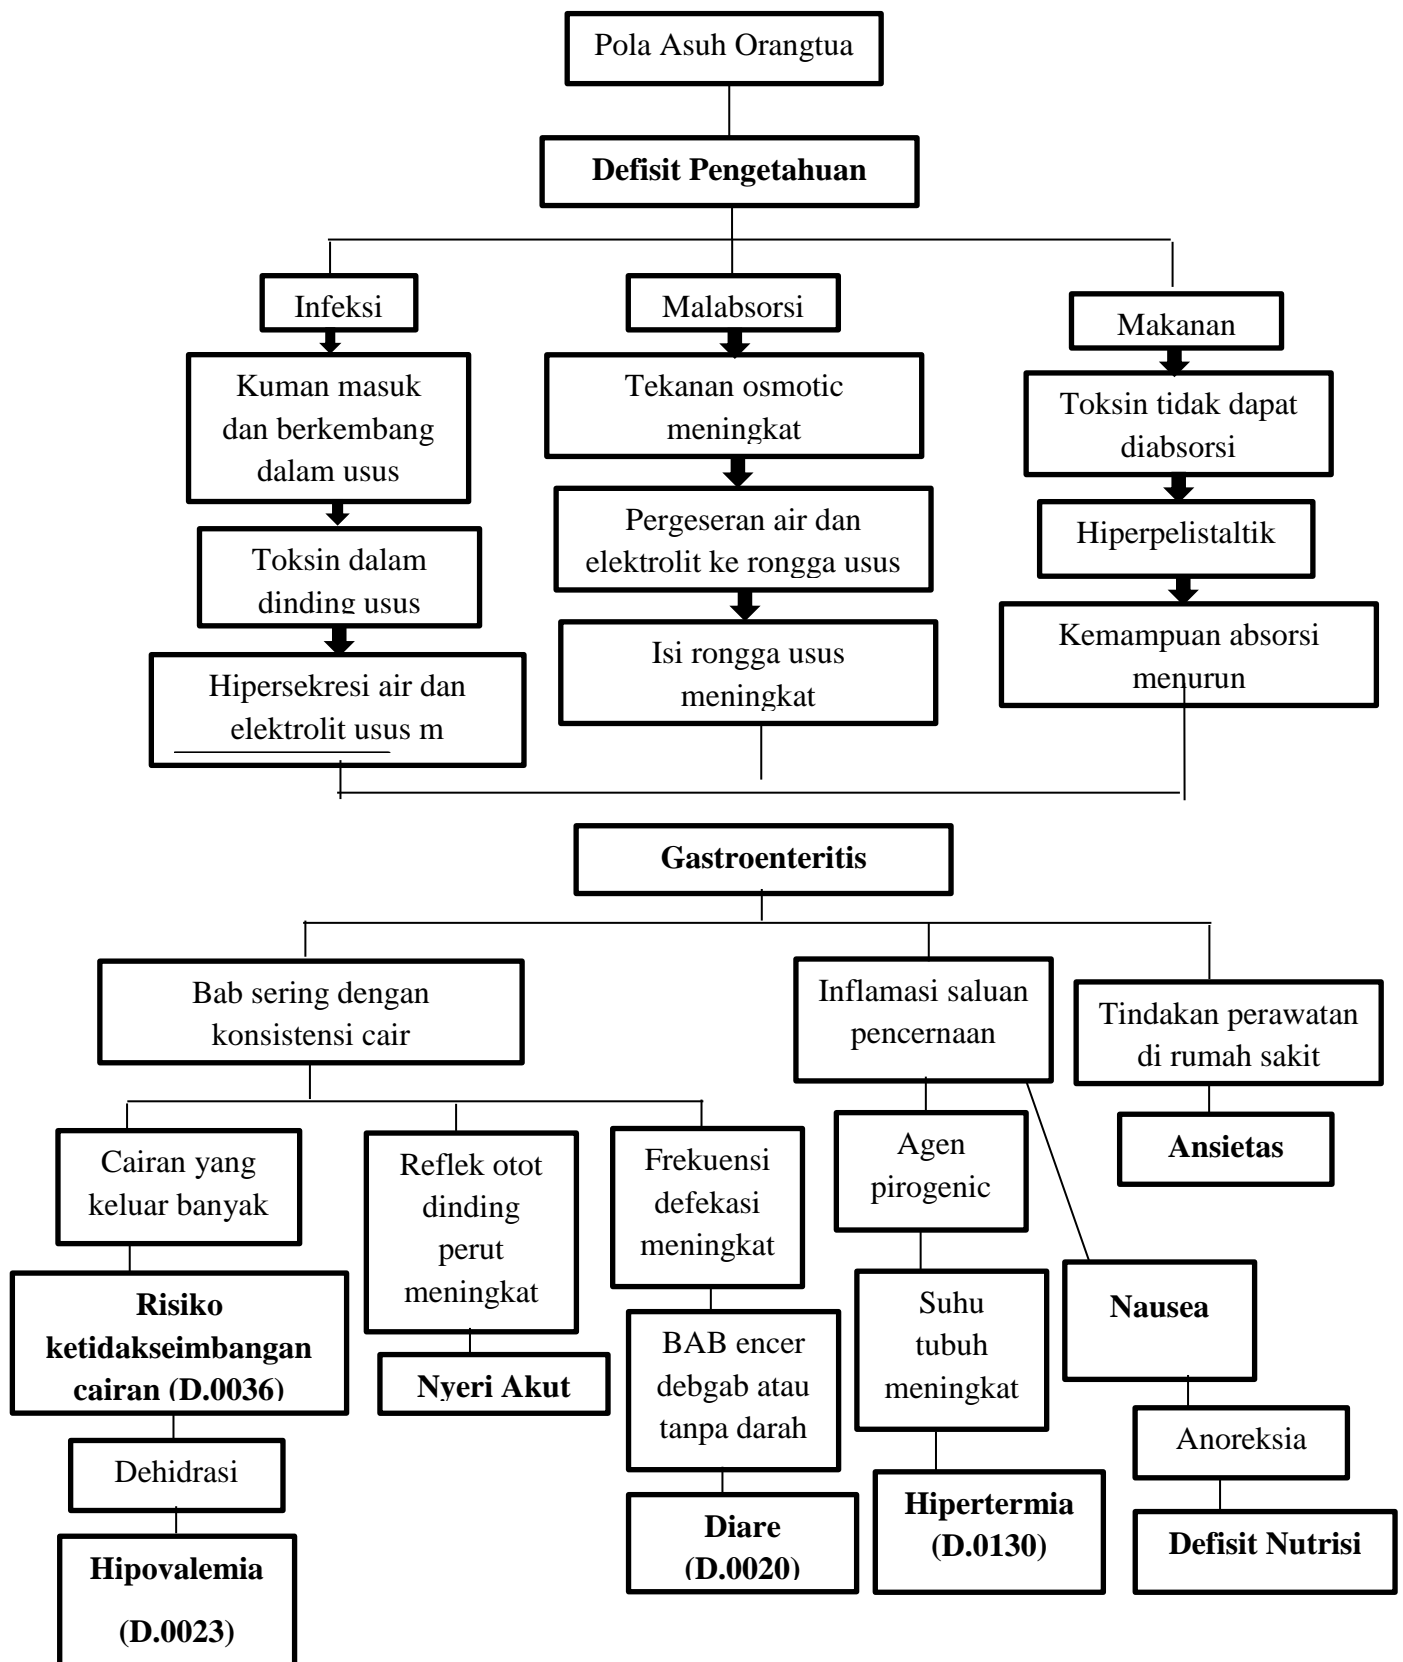 Pola Asuh Orangtua
Defisit Pengetahuan
Infeksi
Malabsorsi
Makanan
Kuman masuk
dan berkembang
dalam usus
Tekanan osmotic
meningkat
Toksin tidak dapat
diabsorsi
Toksin dalam
dinding usus
Pergeseran air dan
elektrolit ke rongga usus
Hiperpelistaltik
Hipersekresi air dan
elektrolit usus m
Isi rongga usus
meningkat
Kemampuan absorsi
menurun
Gastroenteritis
Bab sering dengan
konsistensi cair
Inflamasi saluan
pencernaan
Tindakan perawatan
di rumah sakit
Cairan yang
keluar banyak
Reflek otot
dinding
perut
meningkat
Frekuensi
defekasi
meningkat
Agen
pirogenic
Ansietas
Risiko
ketidakseimbangan
cairan (D.0036)
Nyeri Akut
BAB encer
debgab atau
tanpa darah
Suhu
tubuh
meningkat
Nausea
Dehidrasi
Anoreksia
Hipovalemia
(D.0023)
Diare
(D.0020)
Hipertermia
(D.0130)
Defisit Nutrisi